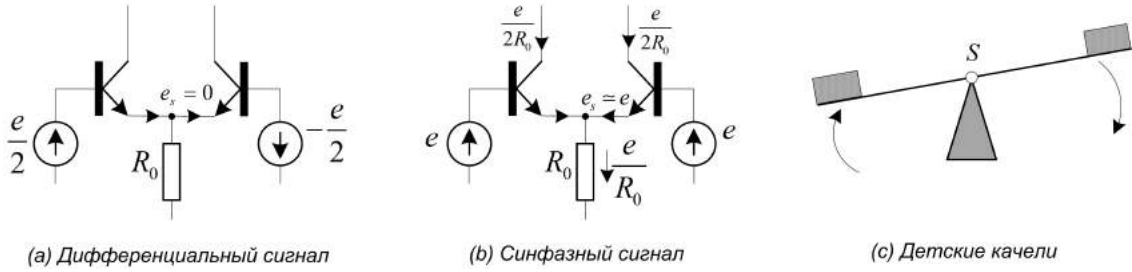 e/2
e_s = 0
−e/2
R_0
(a) Дифференциальный сигнал
e/2R_0
e/2R_0
e_s ≃ e
e
e
R_0
e/R_0
(b) Синфазный сигнал
S
(c) Детские качели